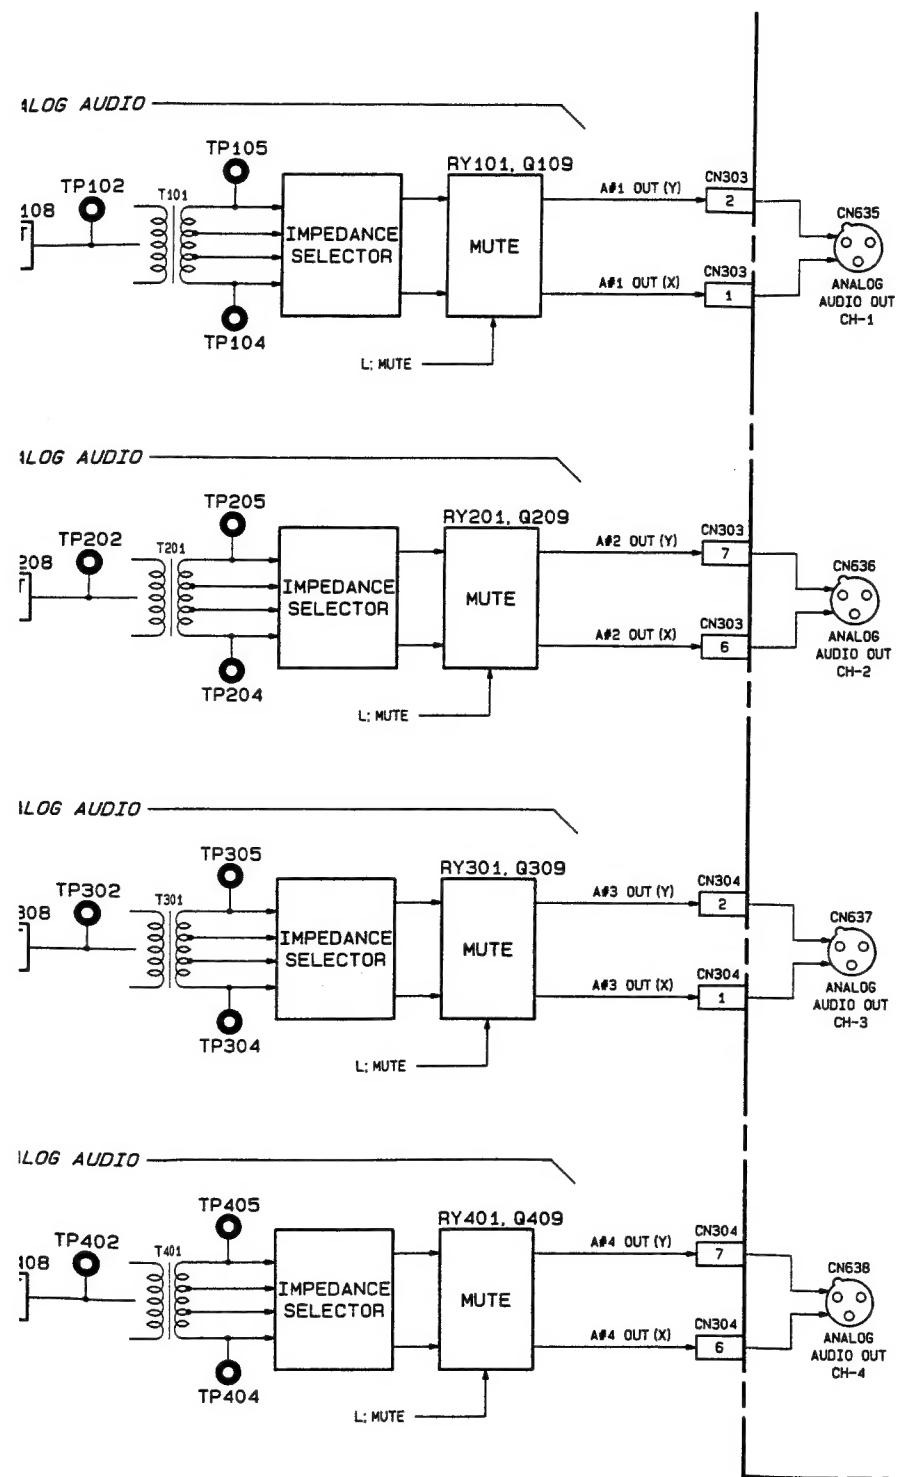 ALOG AUDIO
TP105
RY101, Q109
TP102
T101
108
IMPEDANCE
SELECTOR
MUTE
A#1 OUT (Y)
CN303
2
CN635
A#1 OUT (X)
CN303
1
ANALOG
AUDIO OUT
CH-1
TP104
L; MUTE
ALOG AUDIO
TP205
RY201, Q209
TP202
T201
208
IMPEDANCE
SELECTOR
MUTE
A#2 OUT (Y)
CN303
7
CN636
A#2 OUT (X)
CN303
6
ANALOG
AUDIO OUT
CH-2
TP204
L; MUTE
ALOG AUDIO
TP305
RY301, Q309
TP302
T301
308
IMPEDANCE
SELECTOR
MUTE
A#3 OUT (Y)
CN304
2
CN637
A#3 OUT (X)
CN304
1
ANALOG
AUDIO OUT
CH-3
TP304
L; MUTE
ALOG AUDIO
TP405
RY401, Q409
TP402
T401
408
IMPEDANCE
SELECTOR
MUTE
A#4 OUT (Y)
CN304
7
CN638
A#4 OUT (X)
CN304
6
ANALOG
AUDIO OUT
CH-4
TP404
L; MUTE